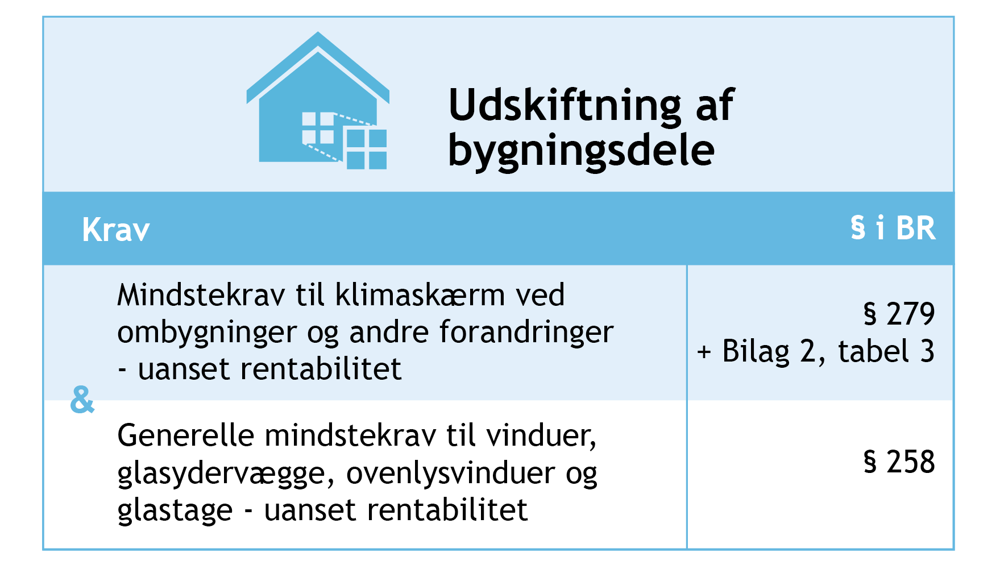 Udskiftning af
bygningsdele
Krav
§ i BR
Mindstekrav til klimaskærm ved
ombygninger og andre forandringer
- uanset rentabilitet
§ 279
+ Bilag 2, tabel 3
&
Generelle mindstekrav til vinduer,
glasydervægge, ovenlysvinduer og
glastage - uanset rentabilitet
§ 258